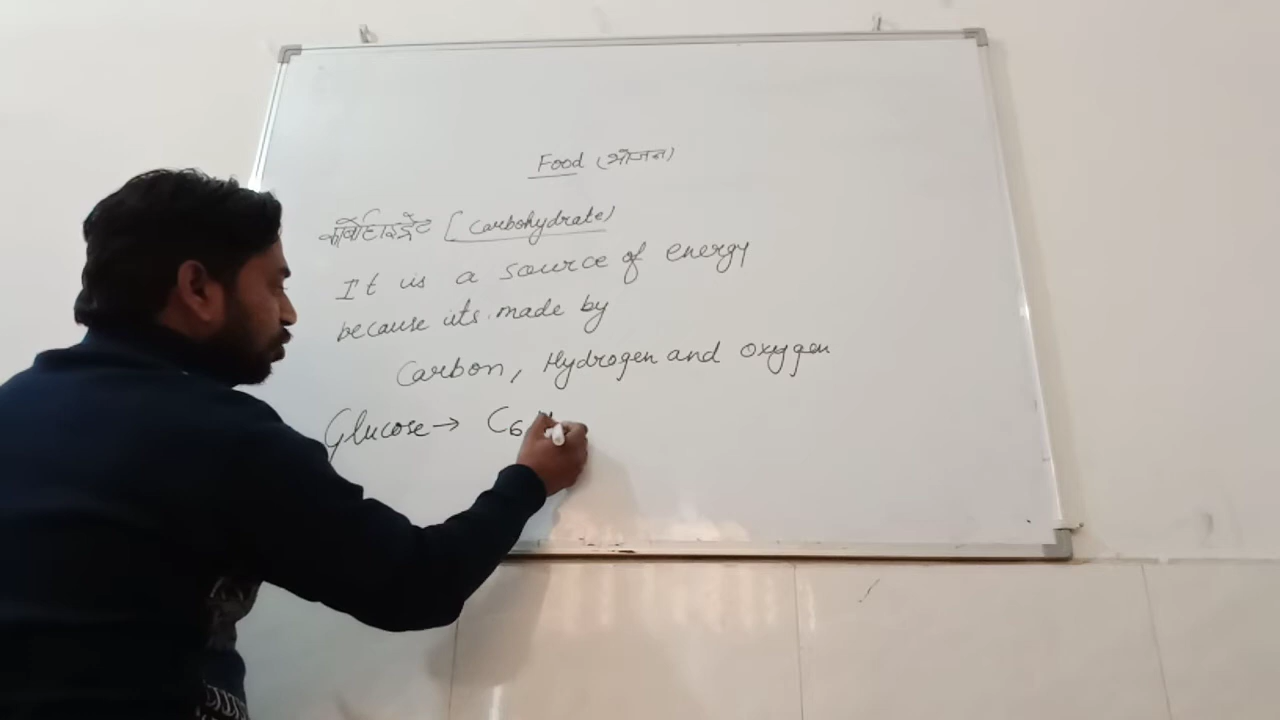 Food (भोजन)
कार्बोहाइड्रेट (Carbohydrate)
It is a source of energy
because its made by
Carbon, Hydrogen and Oxygen
Glucose → C6